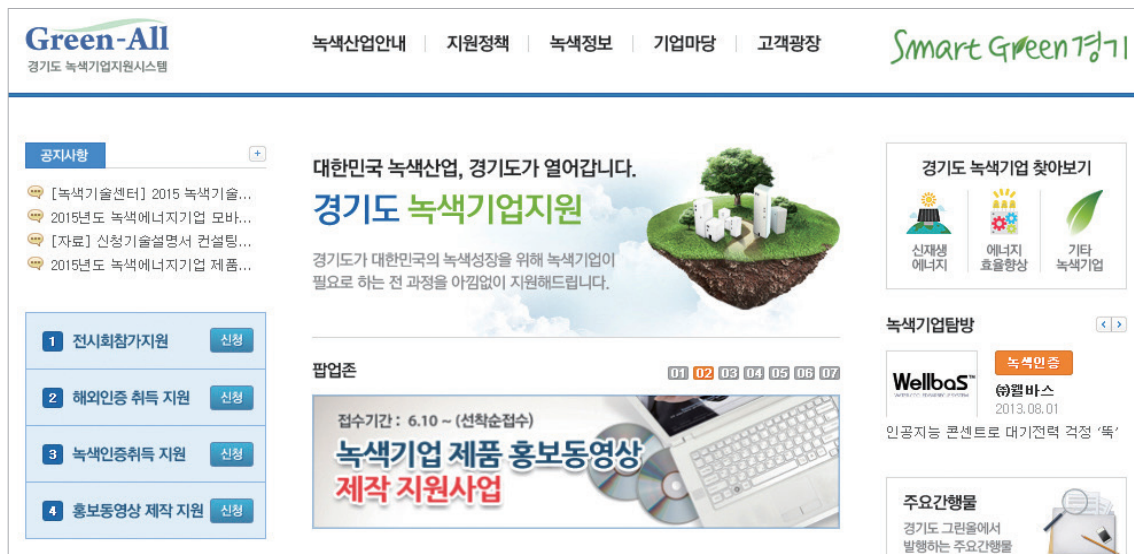 Green-All
경기도 녹색기업지원시스템
녹색산업안내 지원정책 녹색정보 기업마당 고객광장
Smart Green 경기
공지사항
[녹색기술센터] 2015 녹색기술...
2015년도 녹색에너지기업 모바...
[자료] 신청기술설명서 컨설팅...
2015년도 녹색에너지기업 제품...
1 전시회참가지원 신청
2 해외인증 취득 지원 신청
3 녹색인증취득 지원 신청
4 홍보동영상 제작 지원 신청
대한민국 녹색산업, 경기도가 열어갑니다.
경기도 녹색기업지원
경기도가 대한민국의 녹색성장을 위해 녹색기업이
필요로 하는 전 과정을 아낌없이 지원해드립니다.
팝업존 01 02 03 04 05 06 07
접수기간 : 6.10 ~ (선착순접수)
녹색기업 제품 홍보동영상
제작 지원사업
경기도 녹색기업 찾아보기
신재생
에너지
에너지
효율향상
기타
녹색기업
녹색기업탐방
WellbaS™
녹색인증
㈜웰바스
2013.08.01
인공지능 콘센트로 대기전력 걱정 ‘뚝’
주요간행물
경기도 그린올에서
발행하는 주요간행물